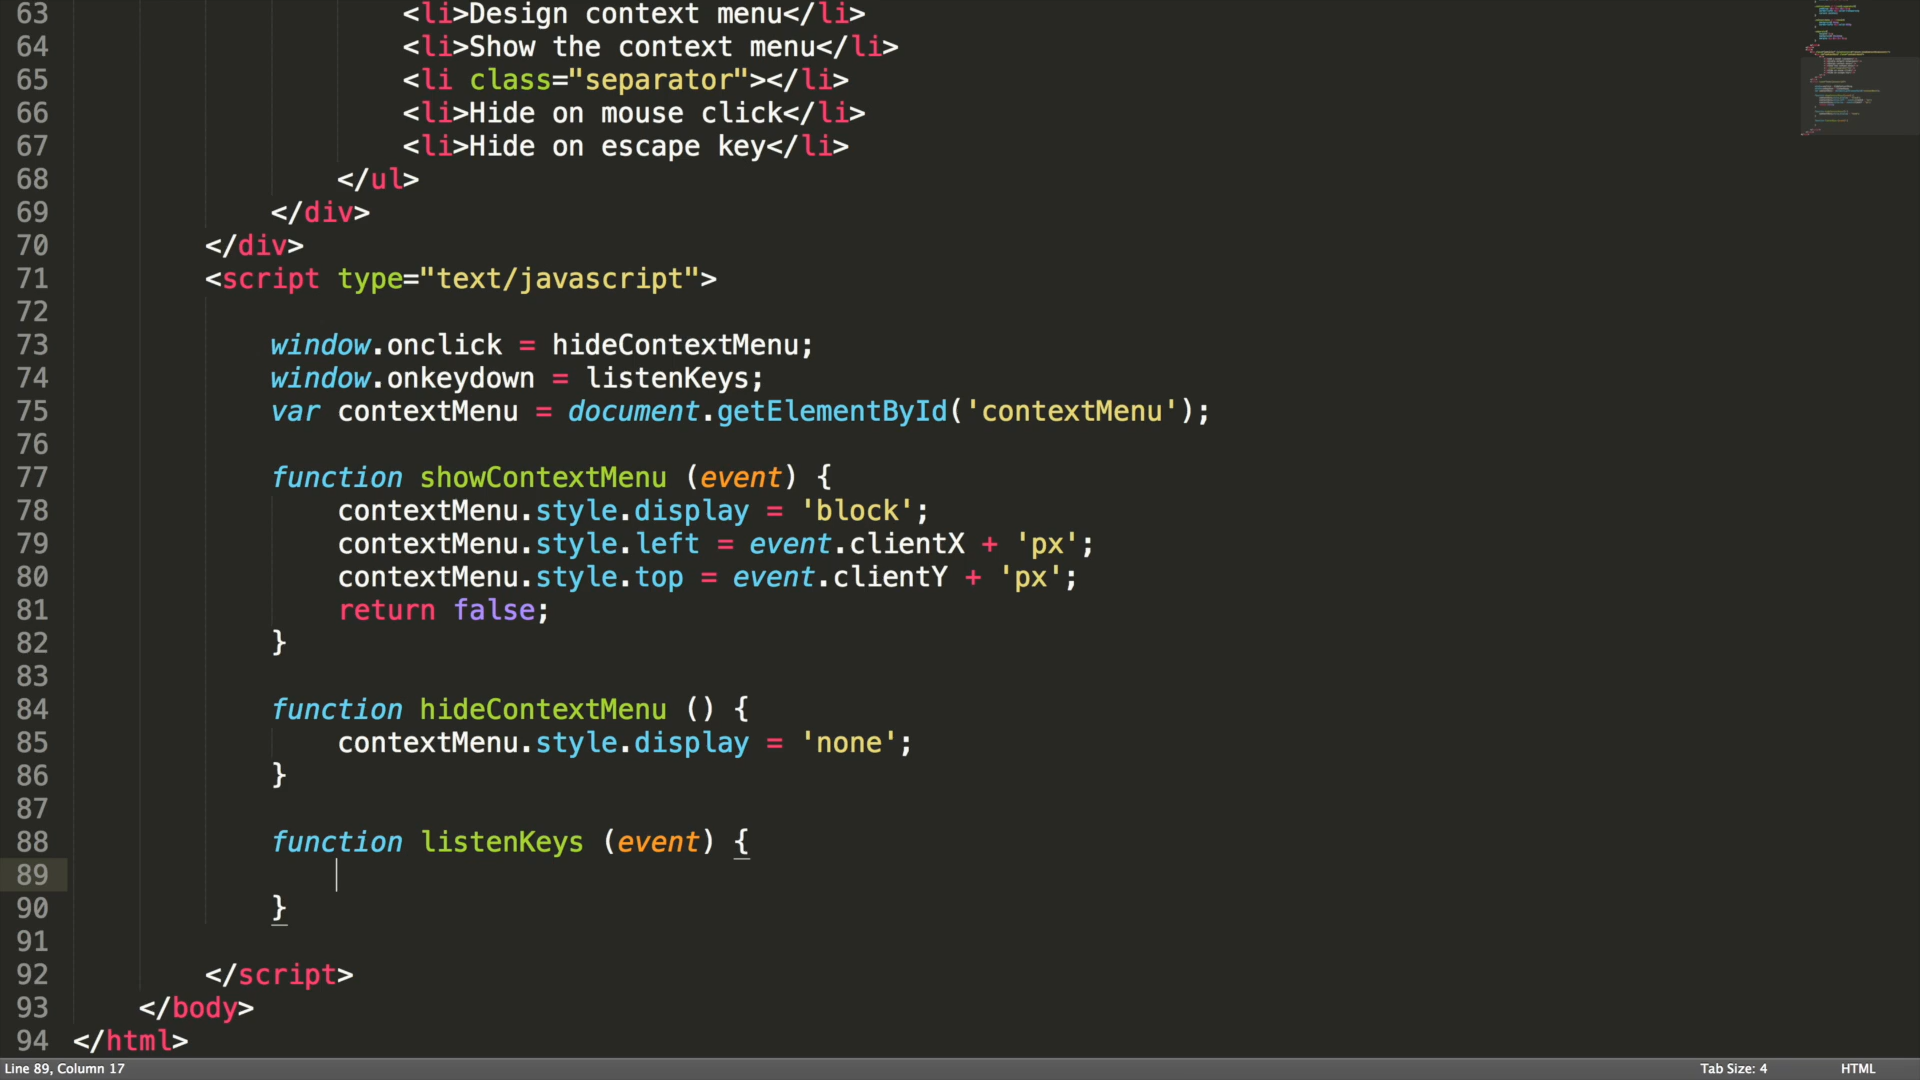 63 <li>Design context menu</li>
64 <li>Show the context menu</li>
65 <li class="separator"></li>
66 <li>Hide on mouse click</li>
67 <li>Hide on escape key</li>
68 </ul>
69 </div>
70 </div>
71 <script type="text/javascript">
72
73 window.onclick = hideContextMenu;
74 window.onkeydown = listenKeys;
75 var contextMenu = document.getElementById('contextMenu');
76
77 function showContextMenu (event) {
78 contextMenu.style.display = 'block';
79 contextMenu.style.left = event.clientX + 'px';
80 contextMenu.style.top = event.clientY + 'px';
81 return false;
82 }
83
84 function hideContextMenu () {
85 contextMenu.style.display = 'none';
86 }
87
88 function listenKeys (event) {
89
90 }
91
92 </script>
93 </body>
94 </html>
Line 89, Column 17
Tab Size: 4
HTML